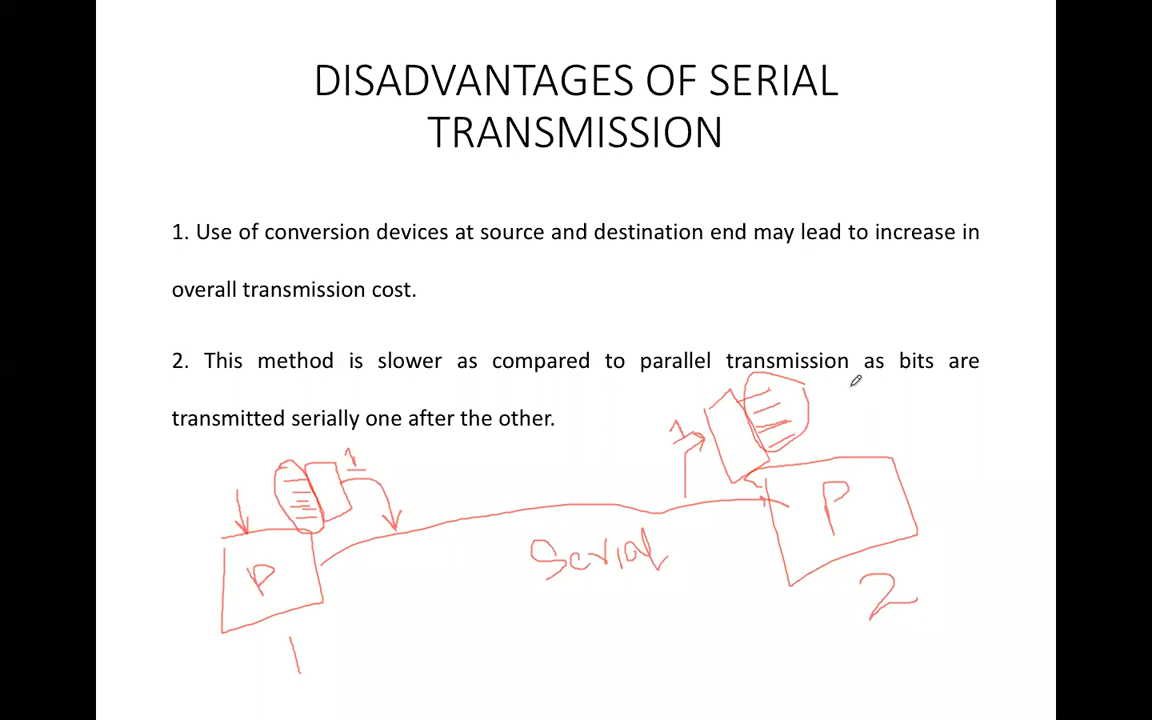 DISADVANTAGES OF SERIAL
TRANSMISSION
1. Use of conversion devices at source and destination end may lead to increase in
overall transmission cost.
2. This method is slower as compared to parallel transmission as bits are
transmitted serially one after the other.
1
1
P
Serial
P
1
2